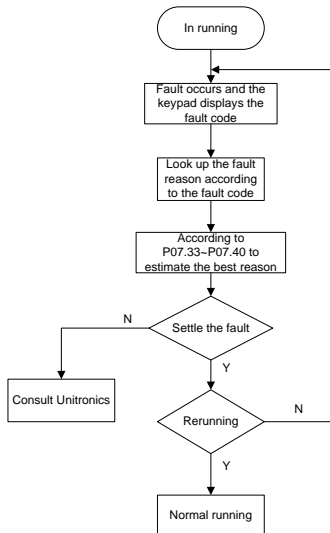 In running
Fault occurs and the
keypad displays the
fault code
Look up the fault
reason according
to the fault code
According to
P07.33~P07.40 to
estimate the best reason
N
Settle the fault
Y
Consult Unitronics
Rerunning
N
Y
Normal running